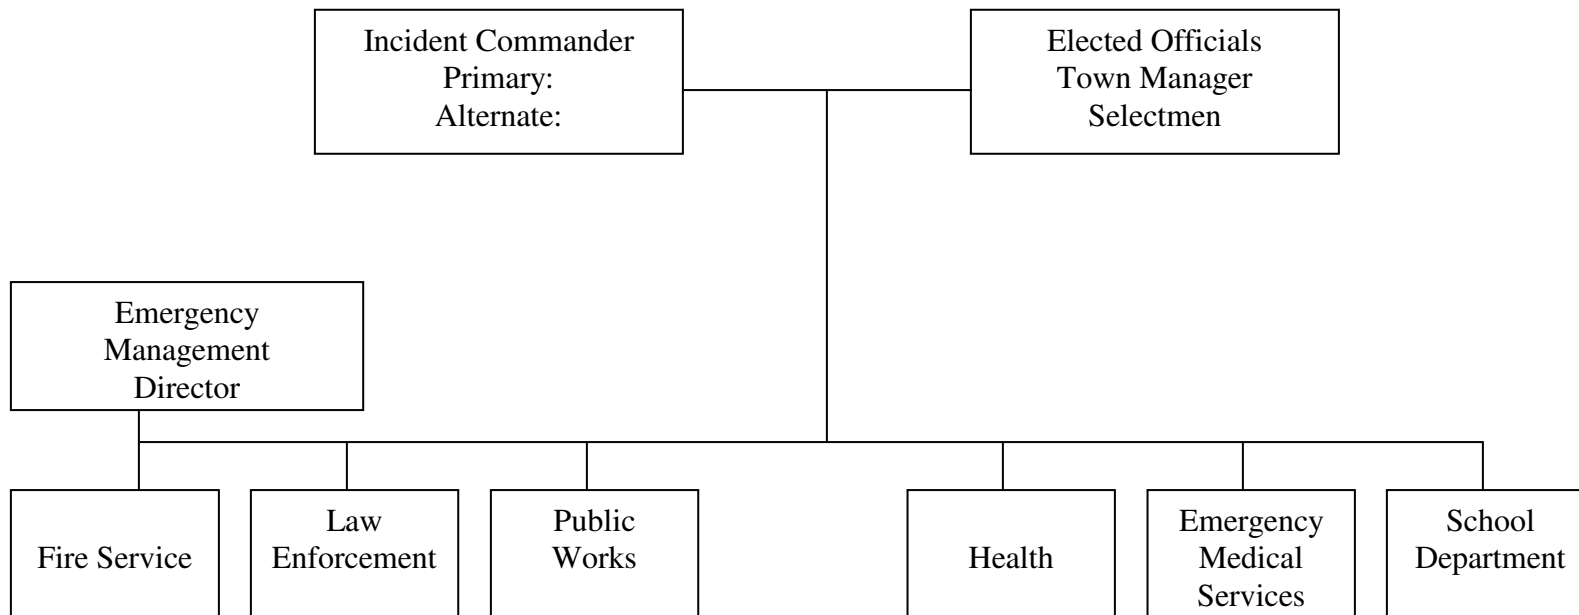 Incident Commander
Primary:
Alternate:
Elected Officials
Town Manager
Selectmen
Emergency
Management
Director
Fire Service
Law
Enforcement
Public
Works
Health
Emergency
Medical
Services
School
Department